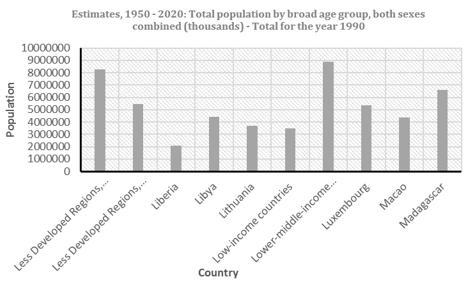 Estimates, 1950 - 2020: Total population by broad age group, both sexes
combined (thousands) - Total for the year 1990
Population
10000000
9000000
8000000
7000000
6000000
5000000
4000000
3000000
2000000
1000000
0
Less Developed Regions,...
Less Developed Regions,...
Liberia
Libya
Lithuania
Low-income countries
Lower-middle-income...
Luxembourg
Macao
Madagascar
Country